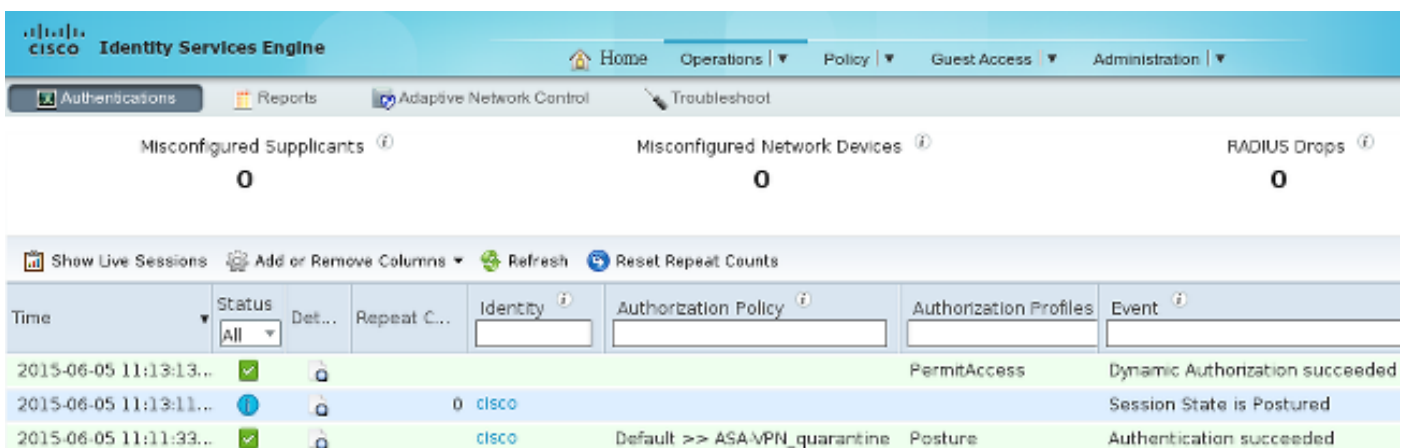 cisco Identity Services Engine
Home Operations Policy Guest Access Administration
Authentications Reports Adaptive Network Control Troubleshoot
Misconfigured Supplicants Misconfigured Network Devices RADIUS Drops
0 0 0
Show Live Sessions Add or Remove Columns Refresh Reset Repeat Counts
Time Status Det... Repeat C... Identity Authorization Policy Authorization Profiles Event
All
2015-06-05 11:13:13... PermitAccess Dynamic Authorization succeeded
2015-06-05 11:13:11... 0 cisco Session State is Postured
2015-06-05 11:11:33... cisco Default >> ASA-VPN_quarantine Posture Authentication succeeded